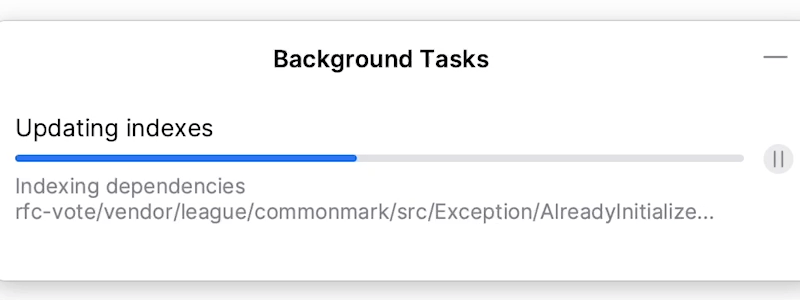 Background Tasks
Updating indexes
Indexing dependencies
rfc-vote/vendor/league/commonmark/src/Exception/AlreadyInitialize...